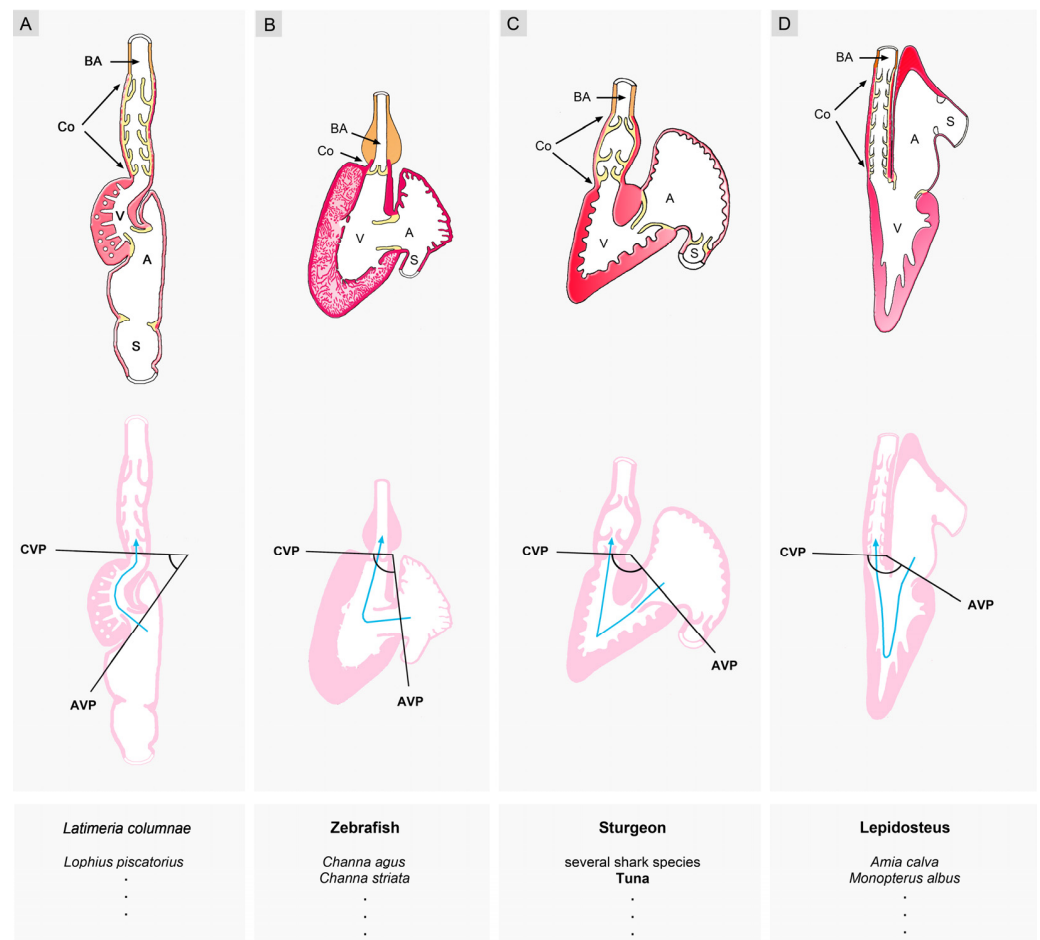 A
BA
Co
V
A
S
CVP
AVP
B
BA
Co
V
A
S
CVP
AVP
C
BA
Co
A
V
S
CVP
AVP
D
BA
Co
S
A
V
CVP
AVP
Latimeria columnae
Lophius piscatorius
.
.
.
Zebrafish
Channa agus
Channa striata
.
.
.
Sturgeon
several shark species
Tuna
.
.
.
Lepidosteus
Amia calva
Monopterus albus
.
.
.